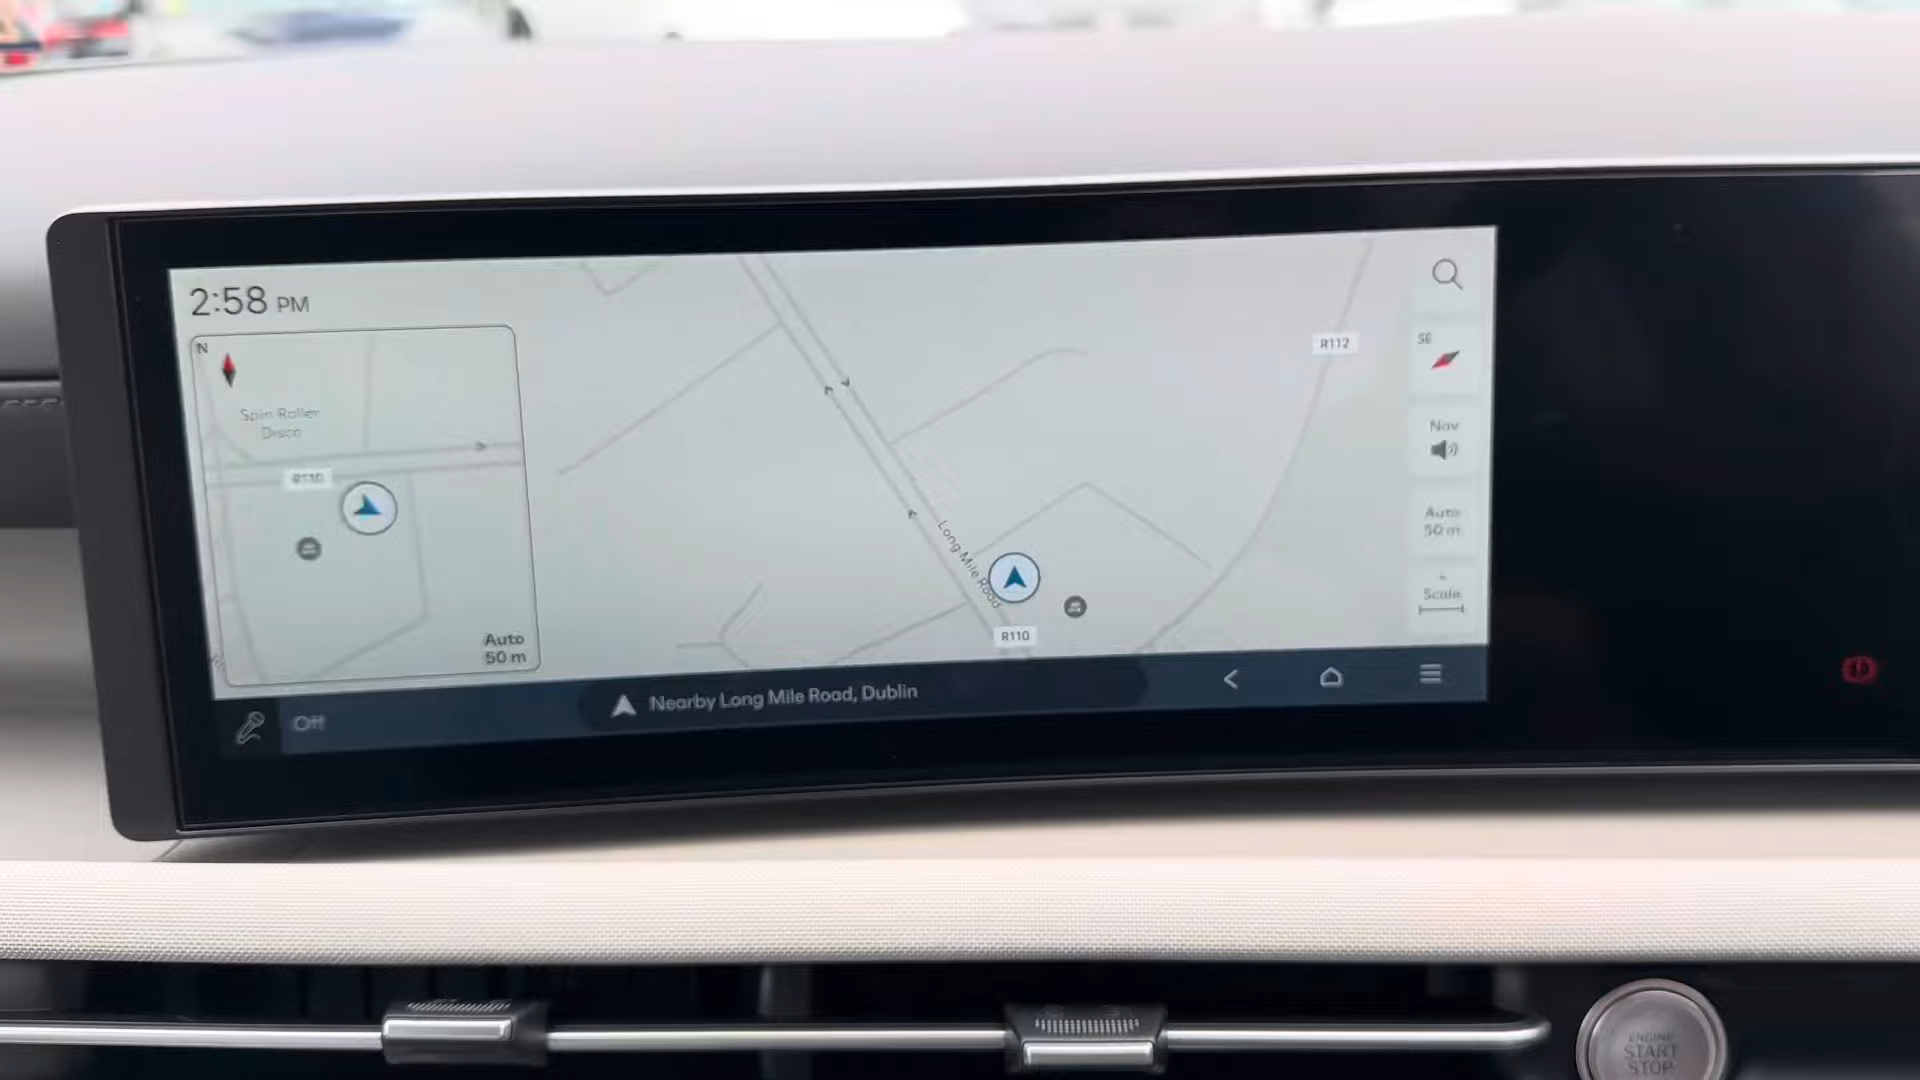 2:58 PM
N
Spin Roller
Disco
R110
Auto
50 m
Long Mile Road
R110
R112
SE
Nav
Auto
50 m
Scale
Off
Nearby Long Mile Road, Dublin
ENGINE
START
STOP